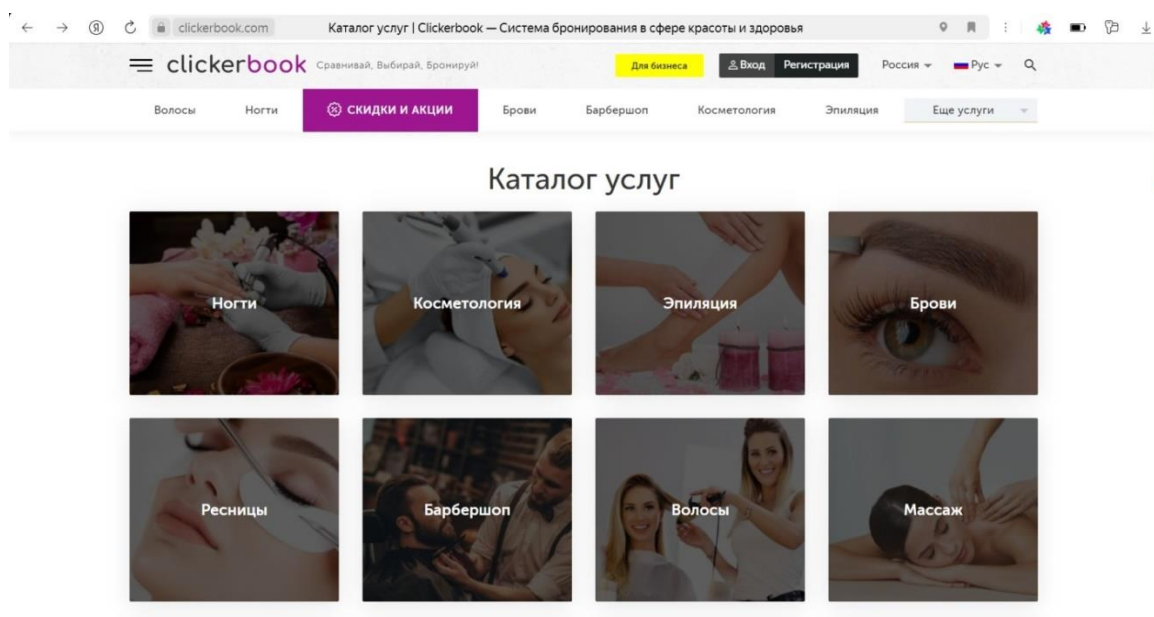 clickerbook.com Каталог услуг | Clickerbook — Система бронирования в сфере красоты и здоровья
clickerbook Сравнивай, Выбирай, Бронируй! Для бизнеса Вход Регистрация Россия Рус
Волосы Ногти СКИДКИ И АКЦИИ Брови Барбершоп Косметология Эпиляция Еще услуги
Каталог услуг
Ногти Косметология Эпиляция Брови
Ресницы Барбершоп Волосы Массаж